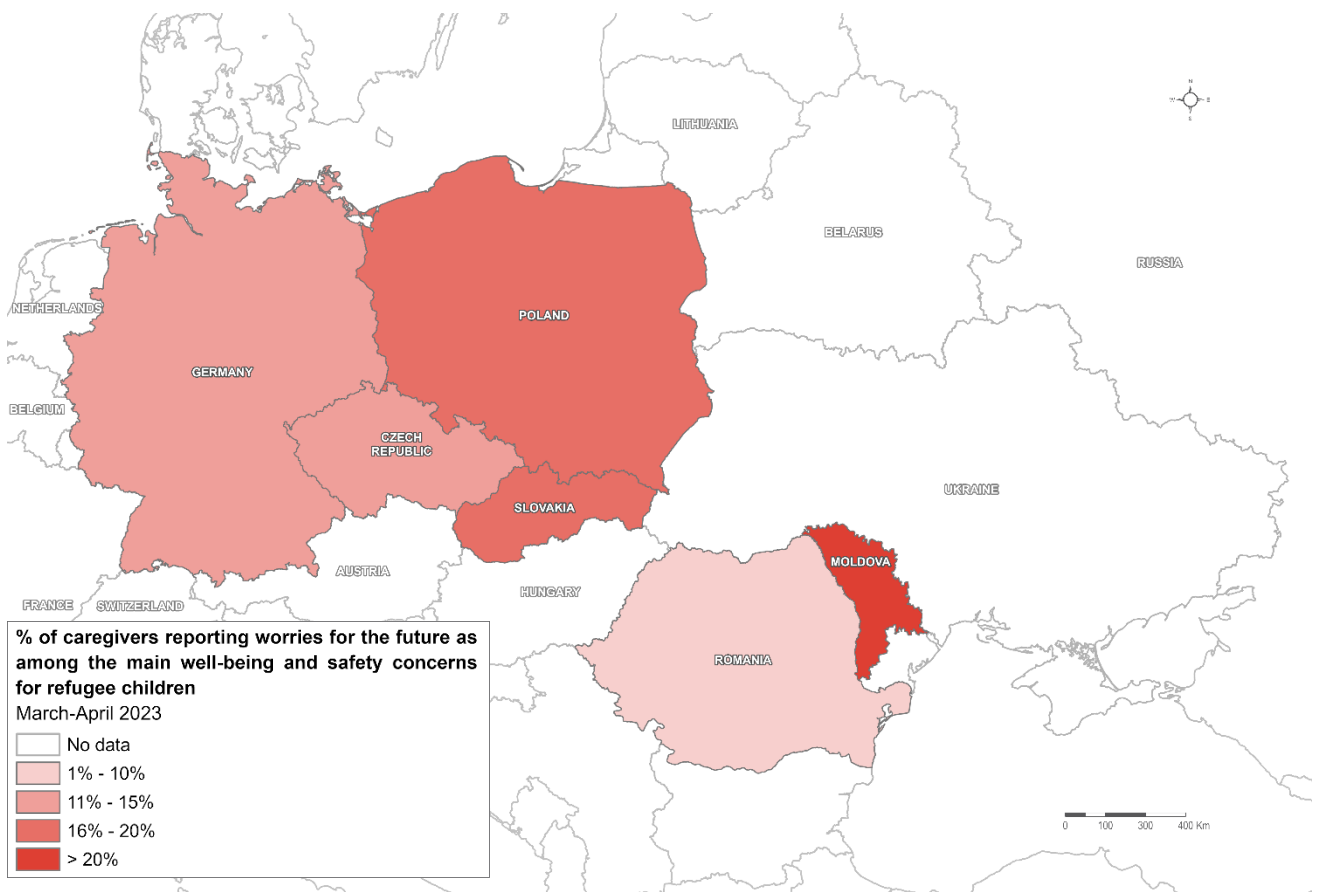 N
W E
S
LITHUANIA
BELARUS
RUSSIA
NETHERLANDS
POLAND
GERMANY
BELGIUM
CZECH
REPUBLIC
UKRAINE
SLOVAKIA
MOLDOVA
AUSTRIA
HUNGARY
FRANCE
SWITZERLAND
ROMANIA
% of caregivers reporting worries for the future as
among the main well-being and safety concerns
for refugee children
March-April 2023
No data
1% - 10%
11% - 15%
16% - 20%
> 20%
0 100 200 300 400 Km